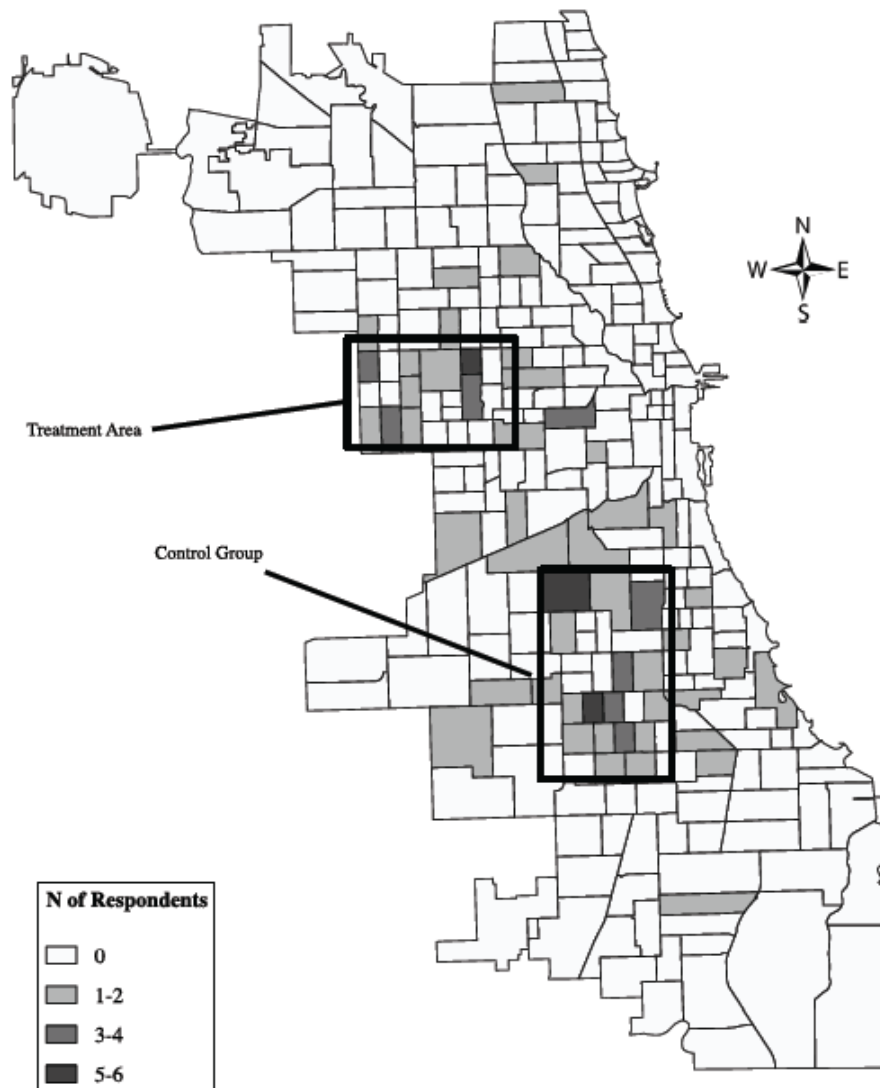 N
W E
S
Treatment Area
Control Group
N of Respondents
0
1-2
3-4
5-6